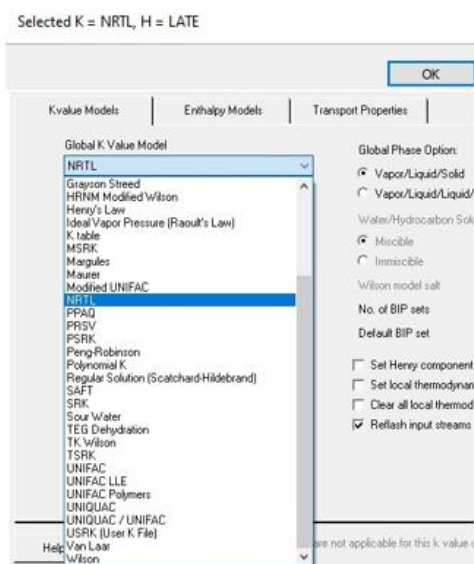 Selected K = NRTL, H = LATE
OK
Kvalue Models
Enthalpy Models
Transport Properties
Global K Value Model
NRTL
Grayson Streed
HRNM Modified Wilson
Henry's Law
Ideal Vapor Pressure (Raoult's Law)
K table
MSRK
Margules
Maurer
Modified UNIFAC
NRTL
PPAQ
PRSV
PSRK
Peng-Robinson
Polynomial K
Regular Solution (Scatchard-Hildebrand)
SAFT
SRK
Sour Water
TEG Dehydration
TK Wilson
TSRK
UNIFAC
UNIFAC LLE
UNIFAC Polymers
UNIQUAC
UNIQUAC / UNIFAC
USRK (User K File)
Van Laar
Wilson
Help
Global Phase Option:
Vapor/Liquid/Solid
Vapor/Liquid/Liquid/
Water/Hydrocarbon Solu
Miscible
Immiscible
Wilson model salt
No. of BIP sets
Default BIP set
Set Henry component
Set local thermodynan
Clear all local thermod
Reflash input streams
are not applicable for this k value